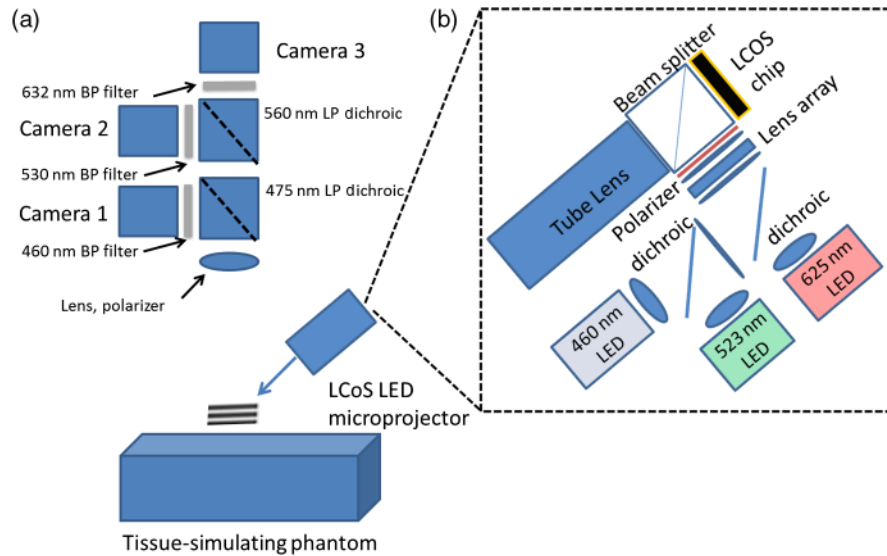 (a)
Camera 3
632 nm BP filter
560 nm LP dichroic
Camera 2
530 nm BP filter
475 nm LP dichroic
Camera 1
460 nm BP filter
Lens, polarizer
LCoS LED
microprojector
Tissue-simulating phantom
(b)
Beam splitter
LCOS
chip
Lens array
Tube Lens
Polarizer
dichroic
dichroic
460 nm
LED
523 nm
LED
625 nm
LED